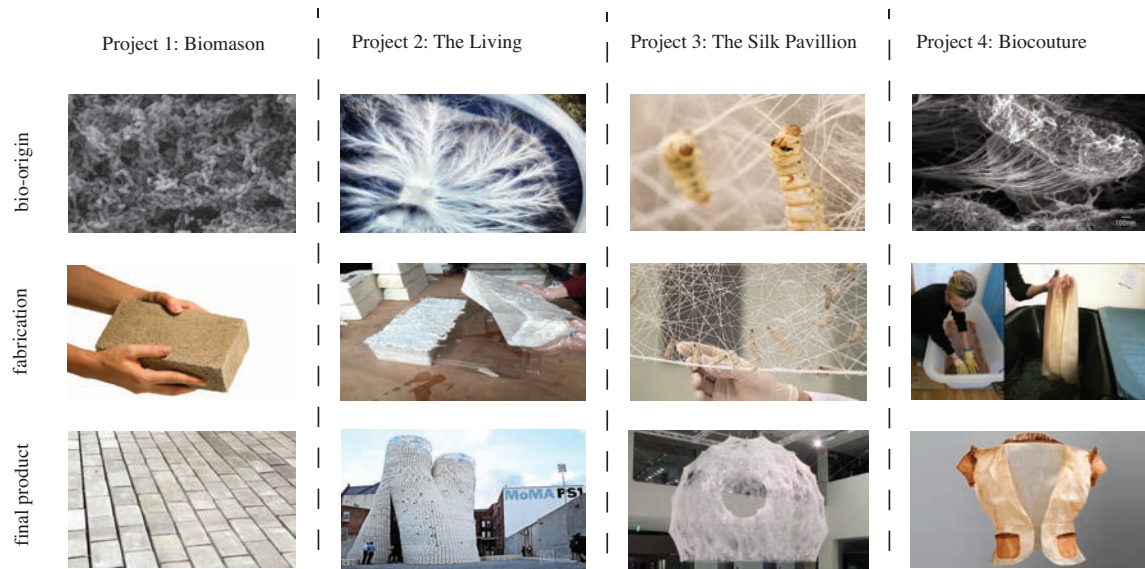 Project 1: Biomason
Project 2: The Living
Project 3: The Silk Pavillion
Project 4: Biocouture
bio-origin
100nm
fabrication
final product
MoMA PS1